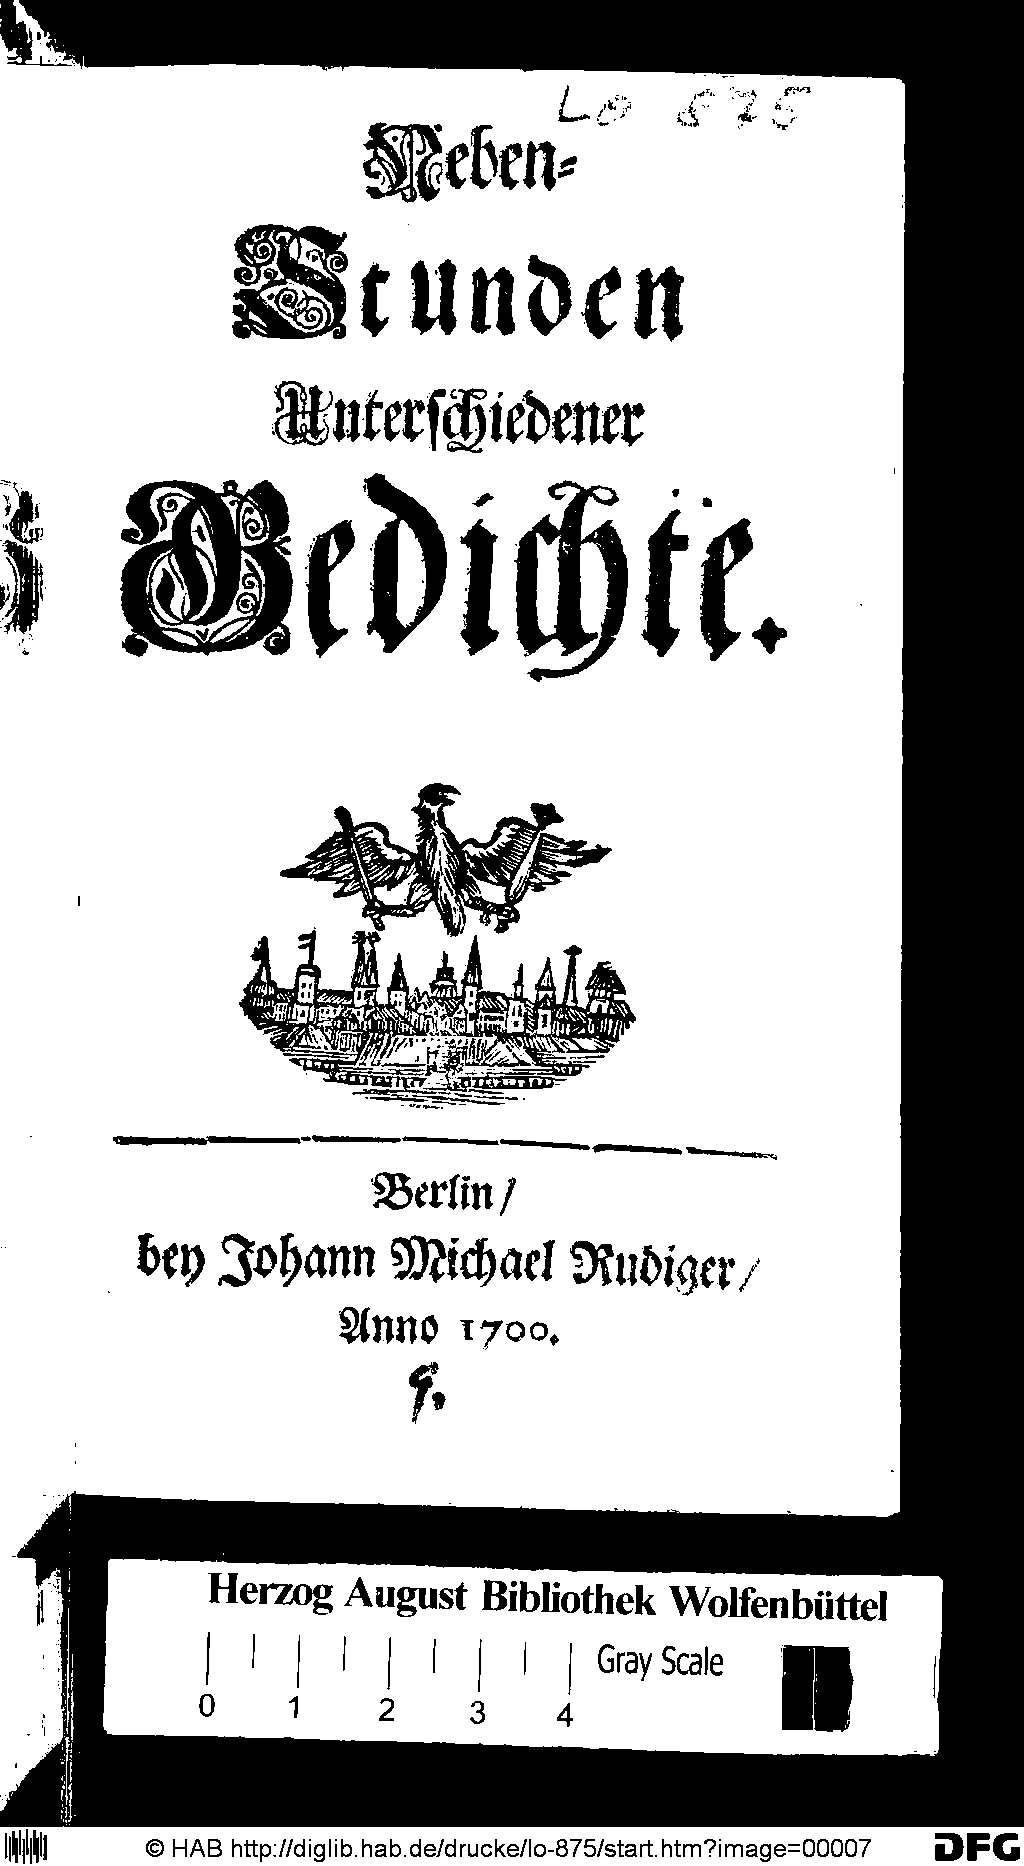 Lo 875
Neben-
Stunden
Unterschiedener
Gedichte.
Berlin /
bey Johann Michael Rudiger /
Anno 1700.
Herzog August Bibliothek Wolfenbüttel
Gray Scale
0 1 2 3 4
© HAB http://diglib.hab.de/drucke/lo-875/start.htm?image=00007
DFG